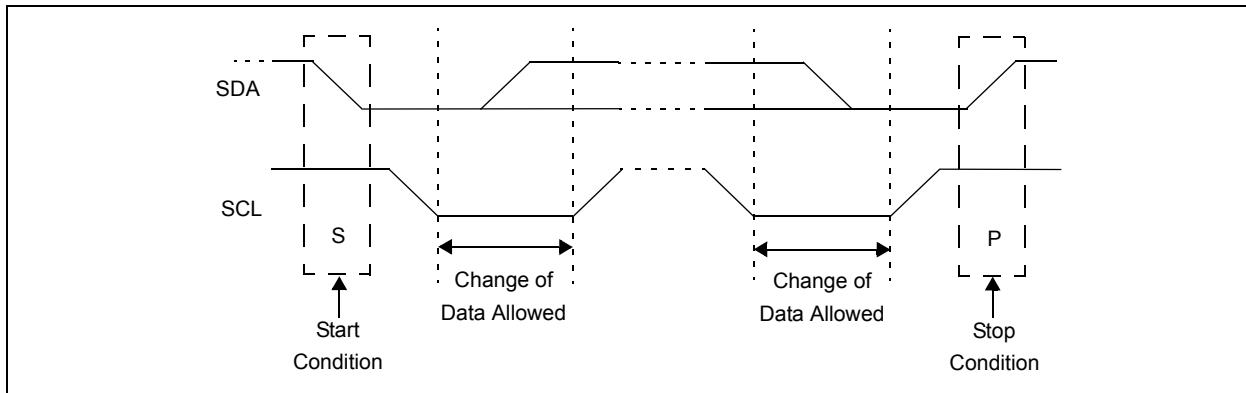 SDA
SCL
S
P
Change of
Data Allowed
Change of
Data Allowed
Start
Condition
Stop
Condition